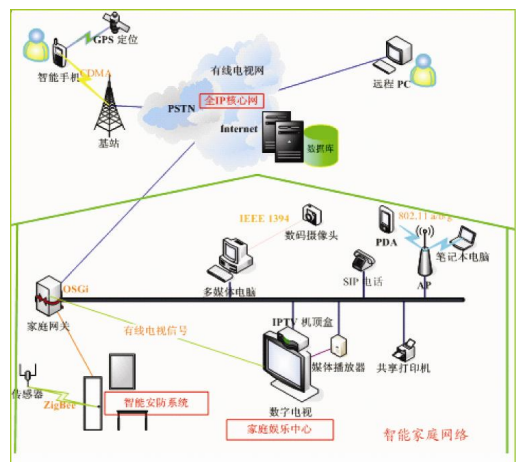 GPS 定位
智能手机
CDMA
基站
有线电视网
PSTN
全IP核心网
Internet
数据库
远程 PC
IEEE 1394
数码摄像头
802.11 a/b/g
PDA
笔记本电脑
AP
SIP 电话
多媒体电脑
OSGi
家庭网关
有线电视信号
IPTV 机顶盒
媒体播放器
共享打印机
传感器
ZigBee
智能安防系统
数字电视
家庭娱乐中心
智能家庭网络